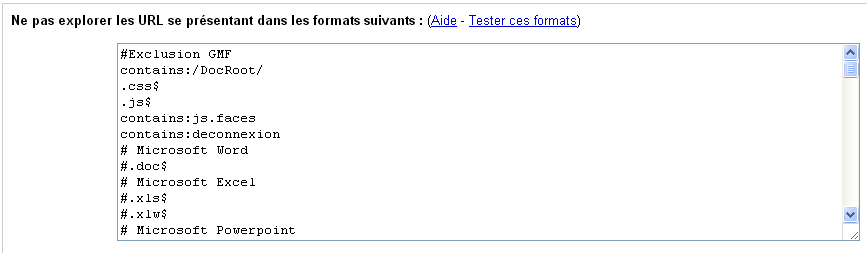 Ne pas explorer les URL se présentant dans les formats suivants : (Aide - Tester ces formats)
#Exclusion GMF
contains:/DocRoot/
.css$
.js$
contains:js.faces
contains:deconnexion
# Microsoft Word
#.doc$
# Microsoft Excel
#.xls$
#.xlw$
# Microsoft Powerpoint